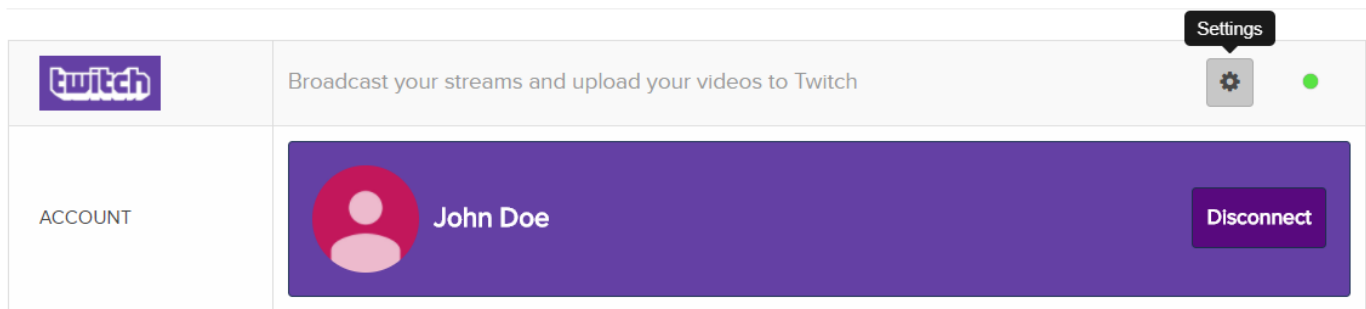 Settings
twitch
Broadcast your streams and upload your videos to Twitch
ACCOUNT
John Doe
Disconnect